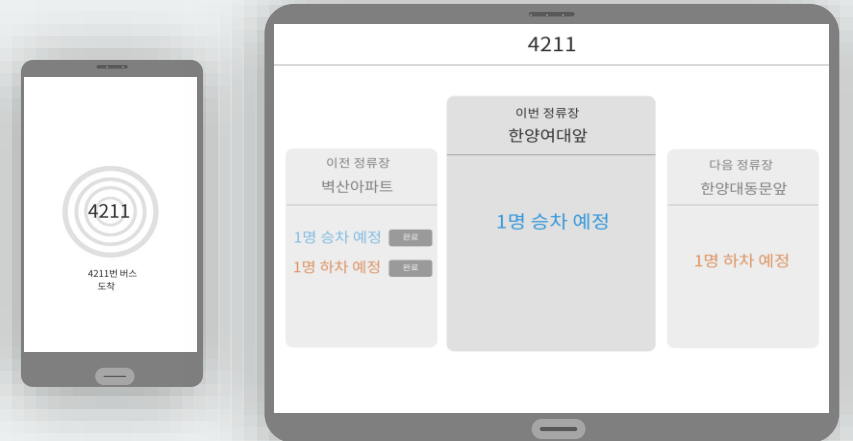 4211
4211번 버스
도착
4211
이전 정류장
벽산아파트
1명 승차 예정 완료
1명 하차 예정 완료
이번 정류장
한양여대앞
1명 승차 예정
다음 정류장
한양대동문앞
1명 하차 예정